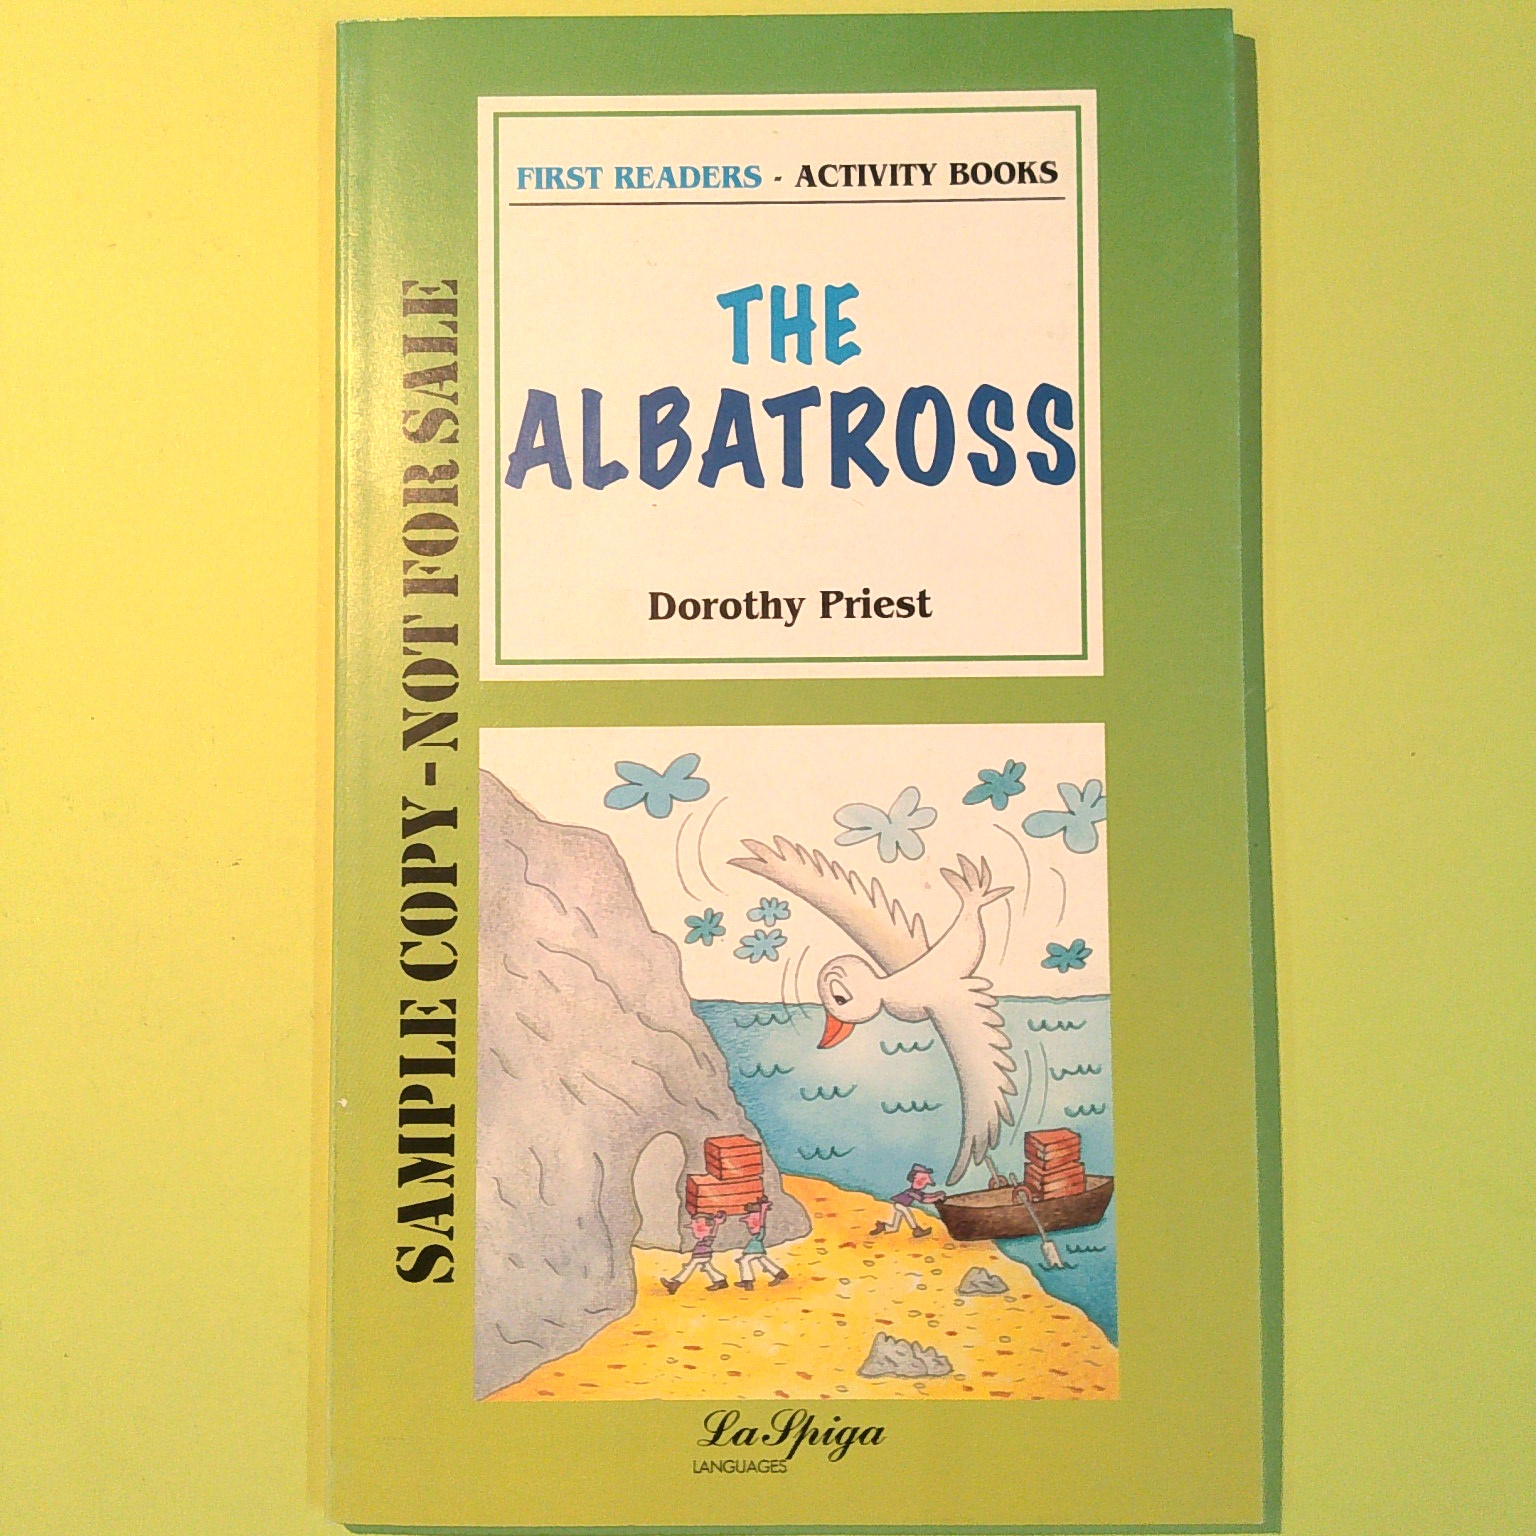 FIRST READERS - ACTIVITY BOOKS
THE
ALBATROSS
Dorothy Priest
SAMPLE COPY - NOT FOR SALE
La Spiga
LANGUAGES